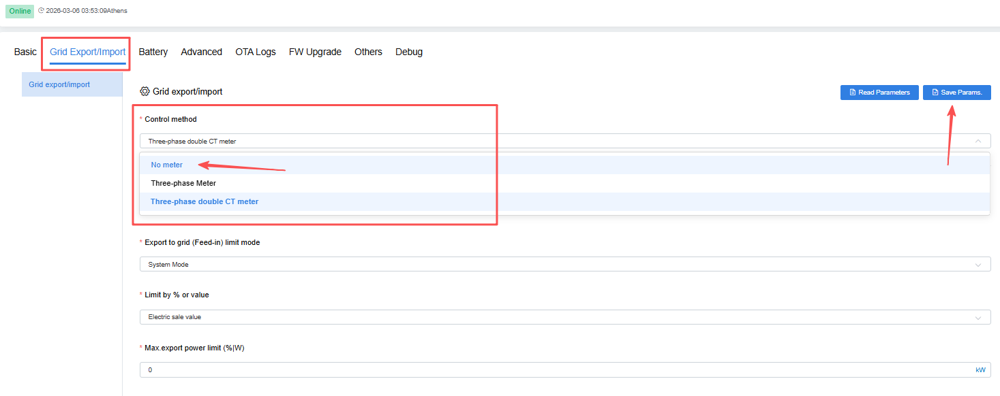 Online 2026-03-06 03:53:09Athens
Basic Grid Export/Import Battery Advanced OTA Logs FW Upgrade Others Debug
Grid export/import
Grid export/import
Read Parameters Save Params.
* Control method
Three-phase double CT meter
No meter
Three-phase Meter
Three-phase double CT meter
* Export to grid (Feed-in) limit mode
System Mode
* Limit by % or value
Electric sale value
* Max.export power limit (%|W)
0 kW